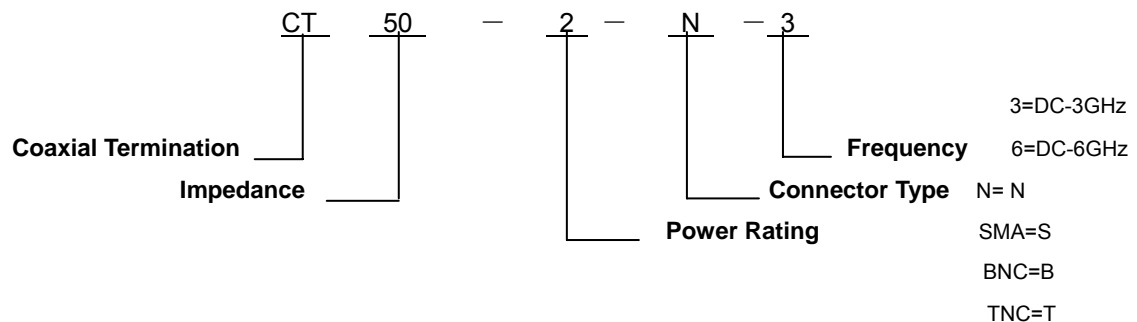 CT 50 — 2 — N — 3
3=DC-3GHz
Coaxial Termination Frequency 6=DC-6GHz
Impedance Connector Type N= N
Power Rating SMA=S
BNC=B
TNC=T